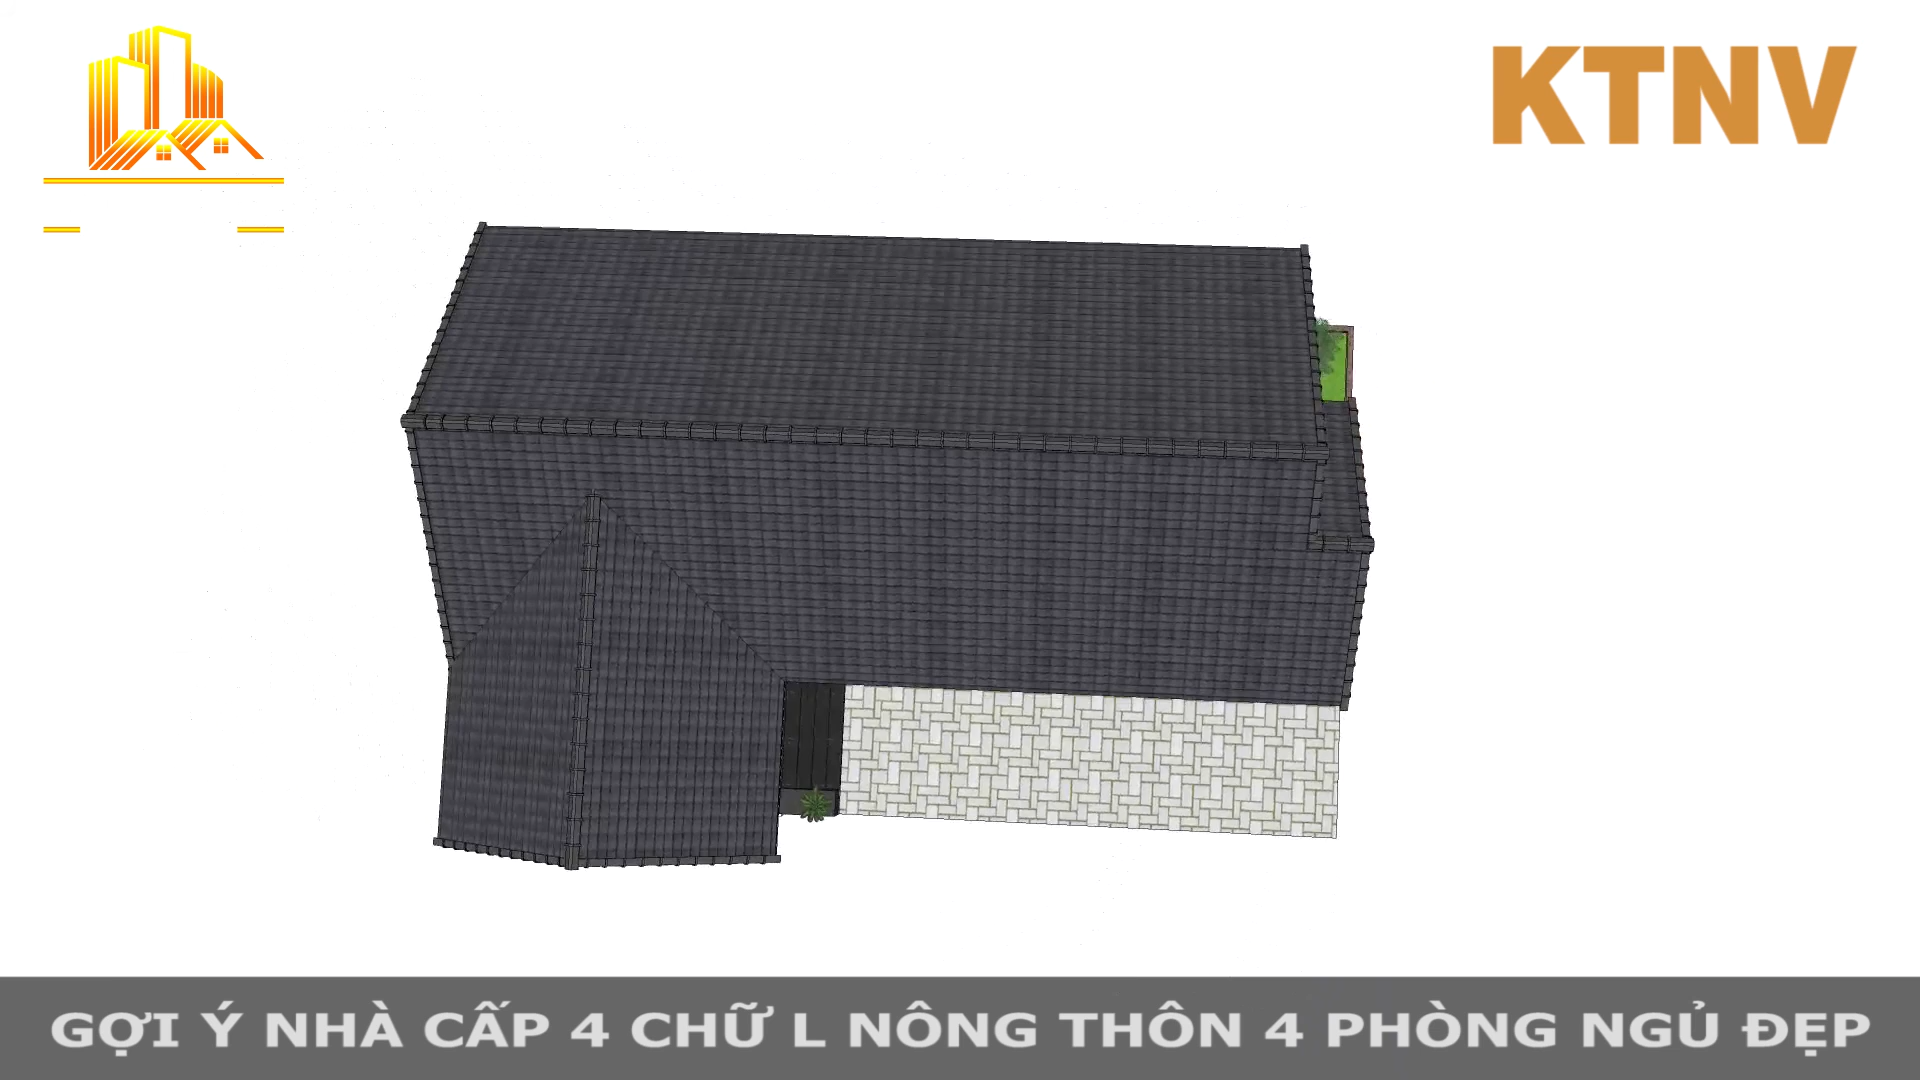 KTNV
GỢI Ý NHÀ CẤP 4 CHỮ L NÔNG THÔN 4 PHÒNG NGỦ ĐẸP